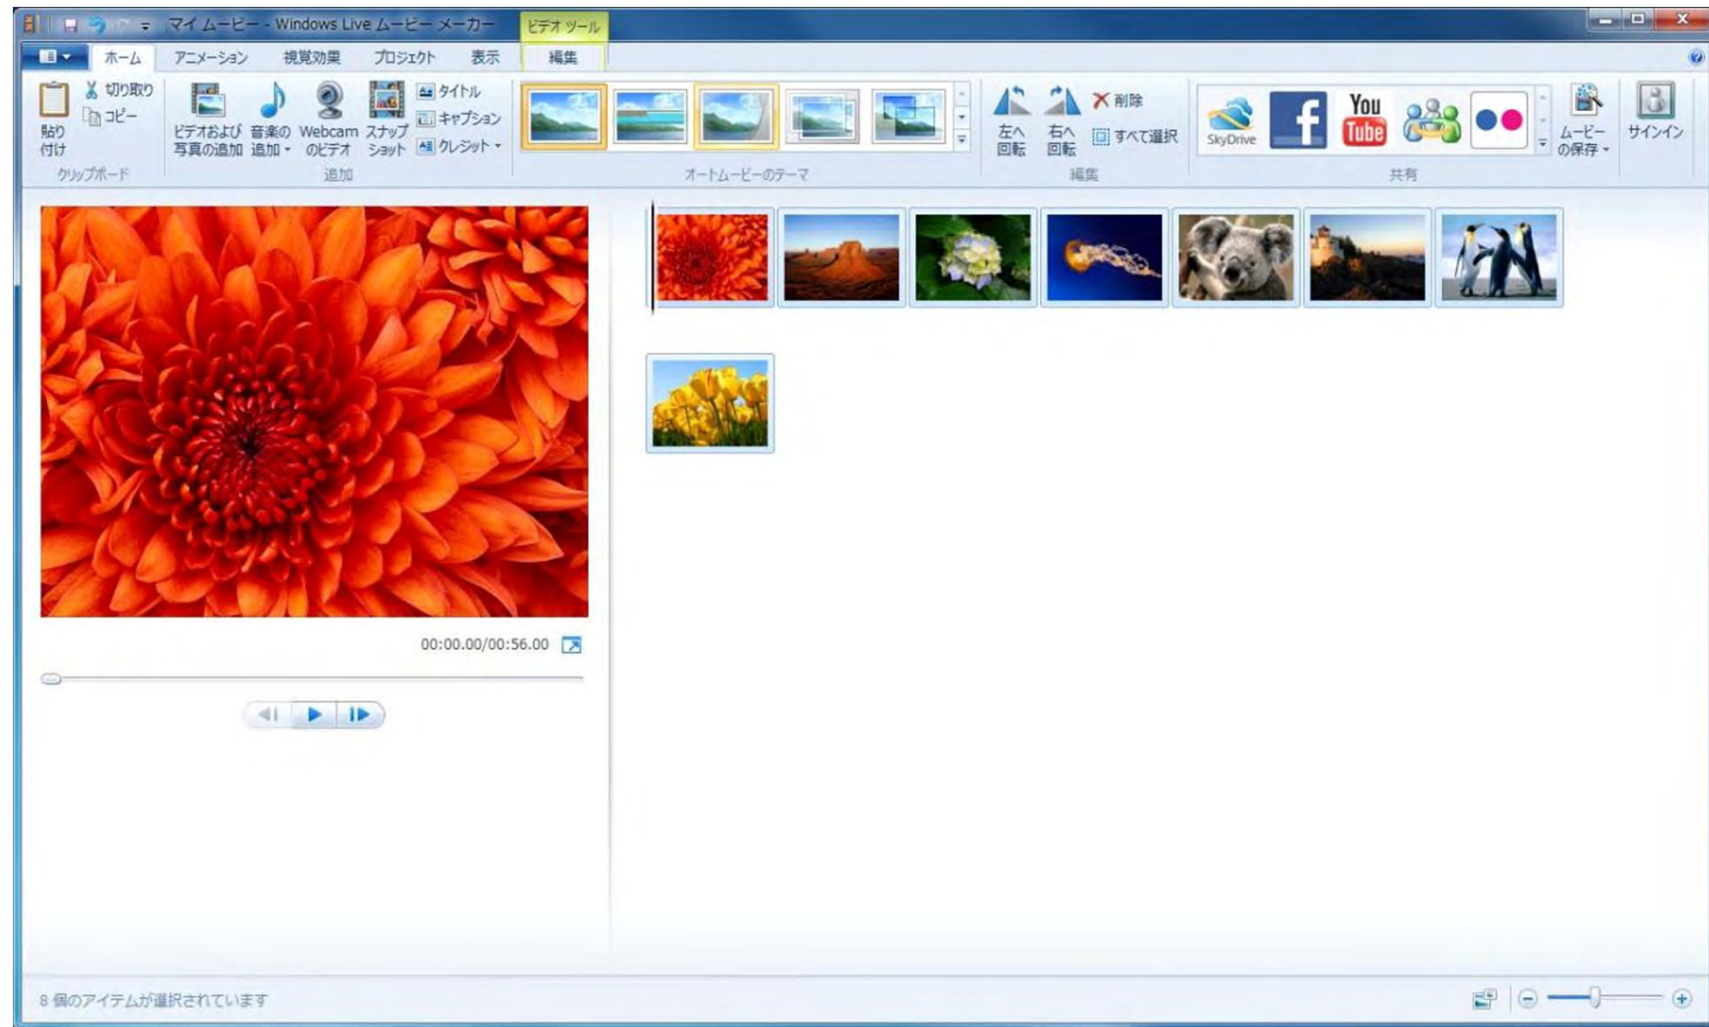 マイ ムービー - Windows Live ムービー メーカー
ビデオ ツール
ホーム
アニメーション
視覚効果
プロジェクト
表示
編集
貼り
付け
切り取り
コピー
クリップボード
ビデオおよび
写真の追加
音楽の
追加
Webcam
のビデオ
スナップ
ショット
タイトル
キャプション
クレジット
追加
オートムービーのテーマ
左へ
回転
右へ
回転
削除
すべて選択
編集
SkyDrive
f
You
Tube
共有
ムービー
の保存
サインイン
00:00.00/00:56.00
8 個のアイテムが選択されています